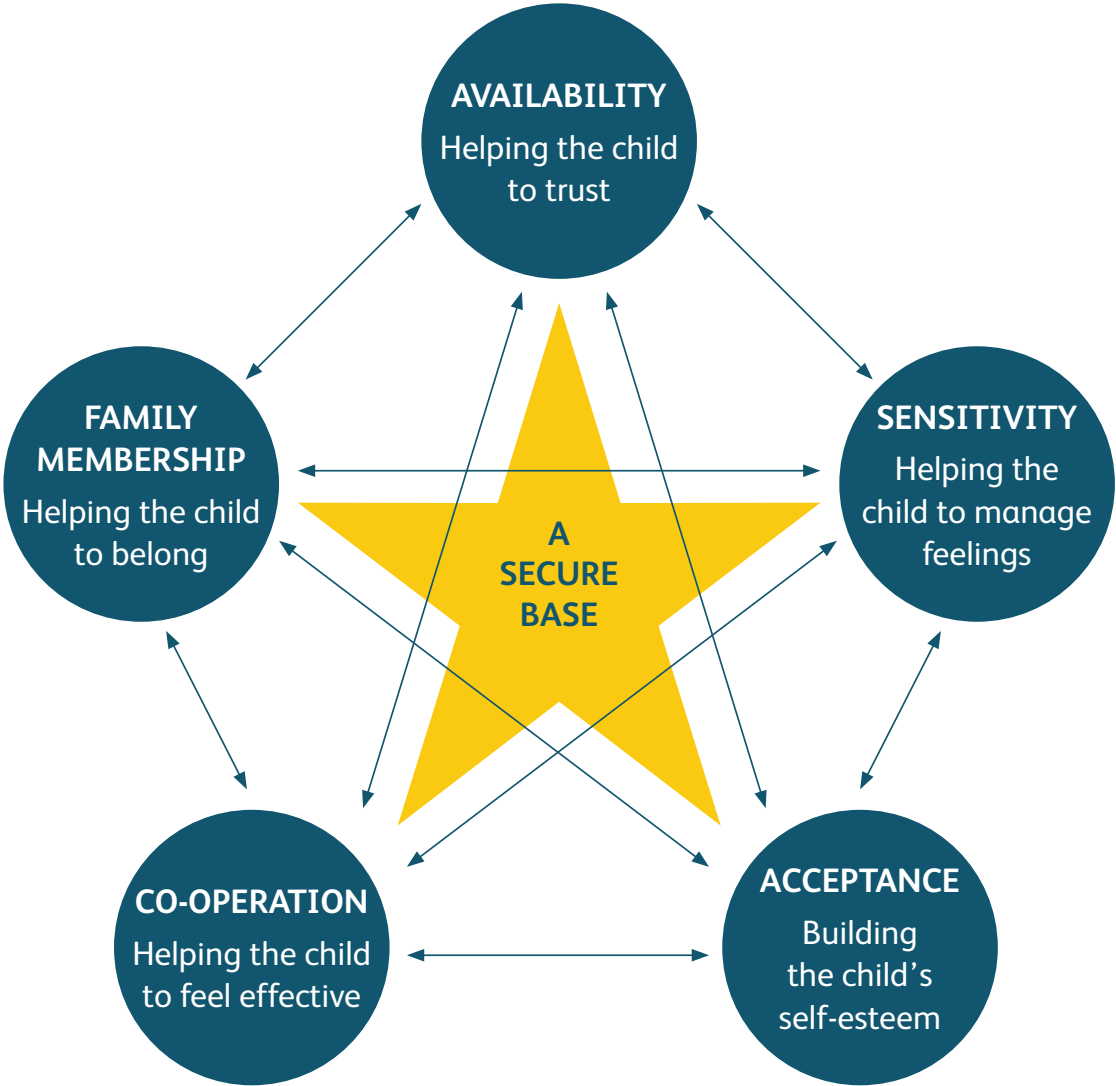 AVAILABILITY
Helping the child
to trust
FAMILY
MEMBERSHIP
Helping the child
to belong
SENSITIVITY
Helping the
child to manage
feelings
A
SECURE
BASE
CO-OPERATION
Helping the child
to feel effective
ACCEPTANCE
Building
the child’s
self-esteem